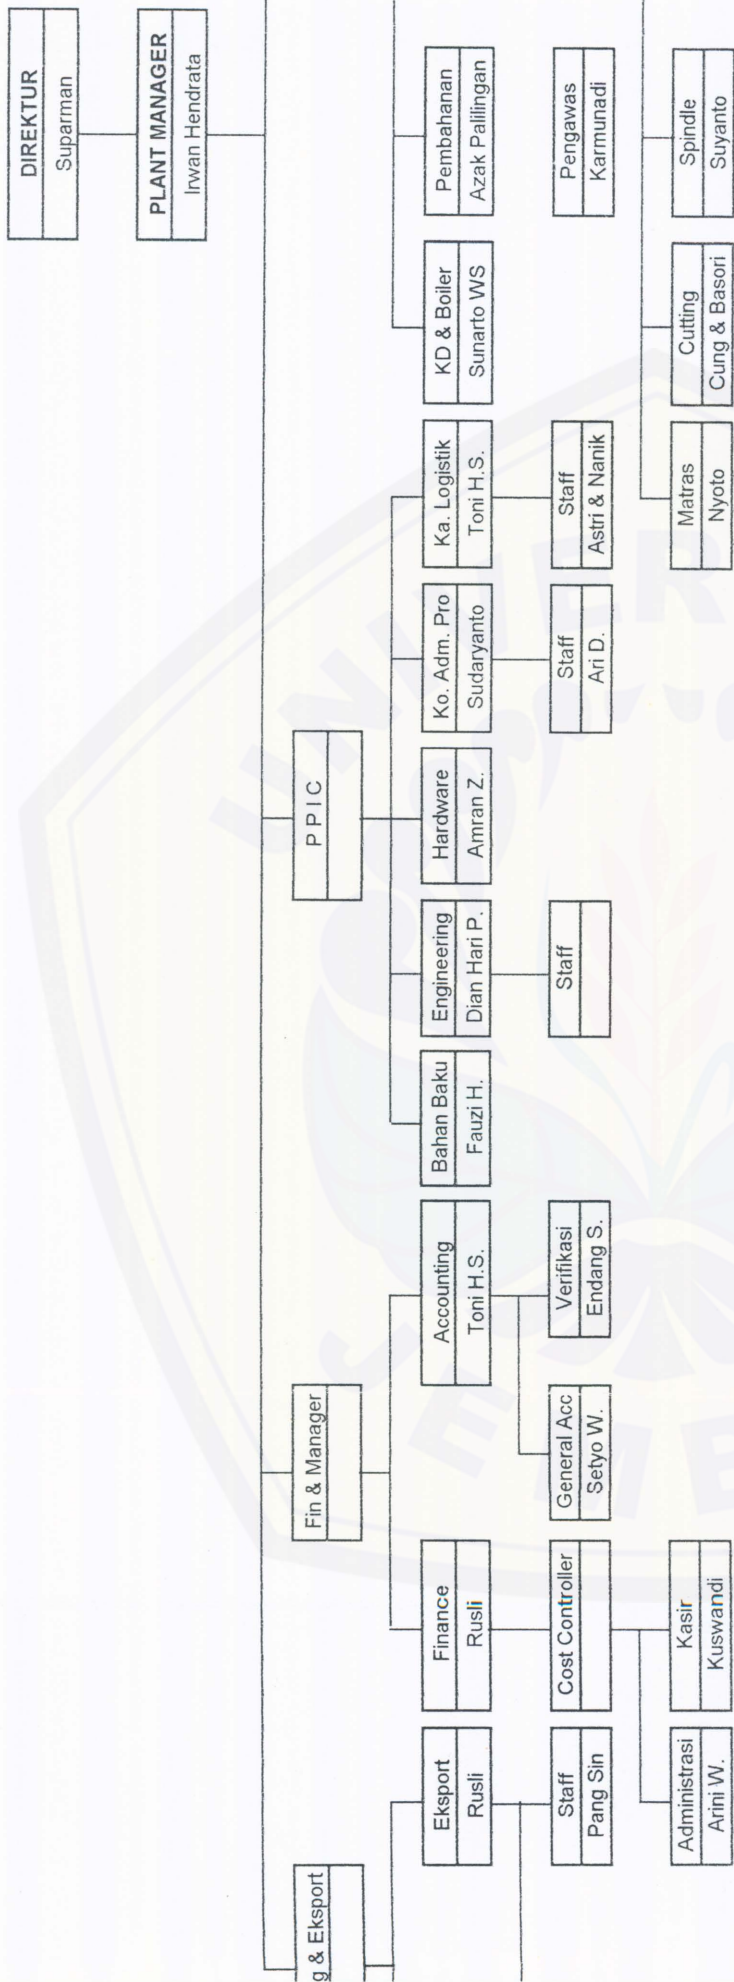 DIREKTUR
Suparman
PLANT MANAGER
Irwan Hendrata
g & Eksport
Fin & Manager
P P I C
Eksport
Rusli
Finance
Rusli
Accounting
Toni H.S.
Bahan Baku
Fauzi H.
Engineering
Dian Hari P.
Hardware
Amran Z.
Ko. Adm. Pro
Sudaryanto
Ka. Logistik
Toni H.S.
KD & Boiler
Sunarto WS
Pembahanan
Azak Palilingan
Staff
Pang Sin
Cost Controller
General Acc
Setyo W.
Verifikasi
Endang S.
Staff
Staff
Ari D.
Staff
Astri & Nanik
Pengawas
Karmunadi
Administrasi
Arini W.
Kasir
Kuswandi
Matras
Nyoto
Cutting
Cung & Basori
Spindle
Suyanto
UNIVER
JEMBE